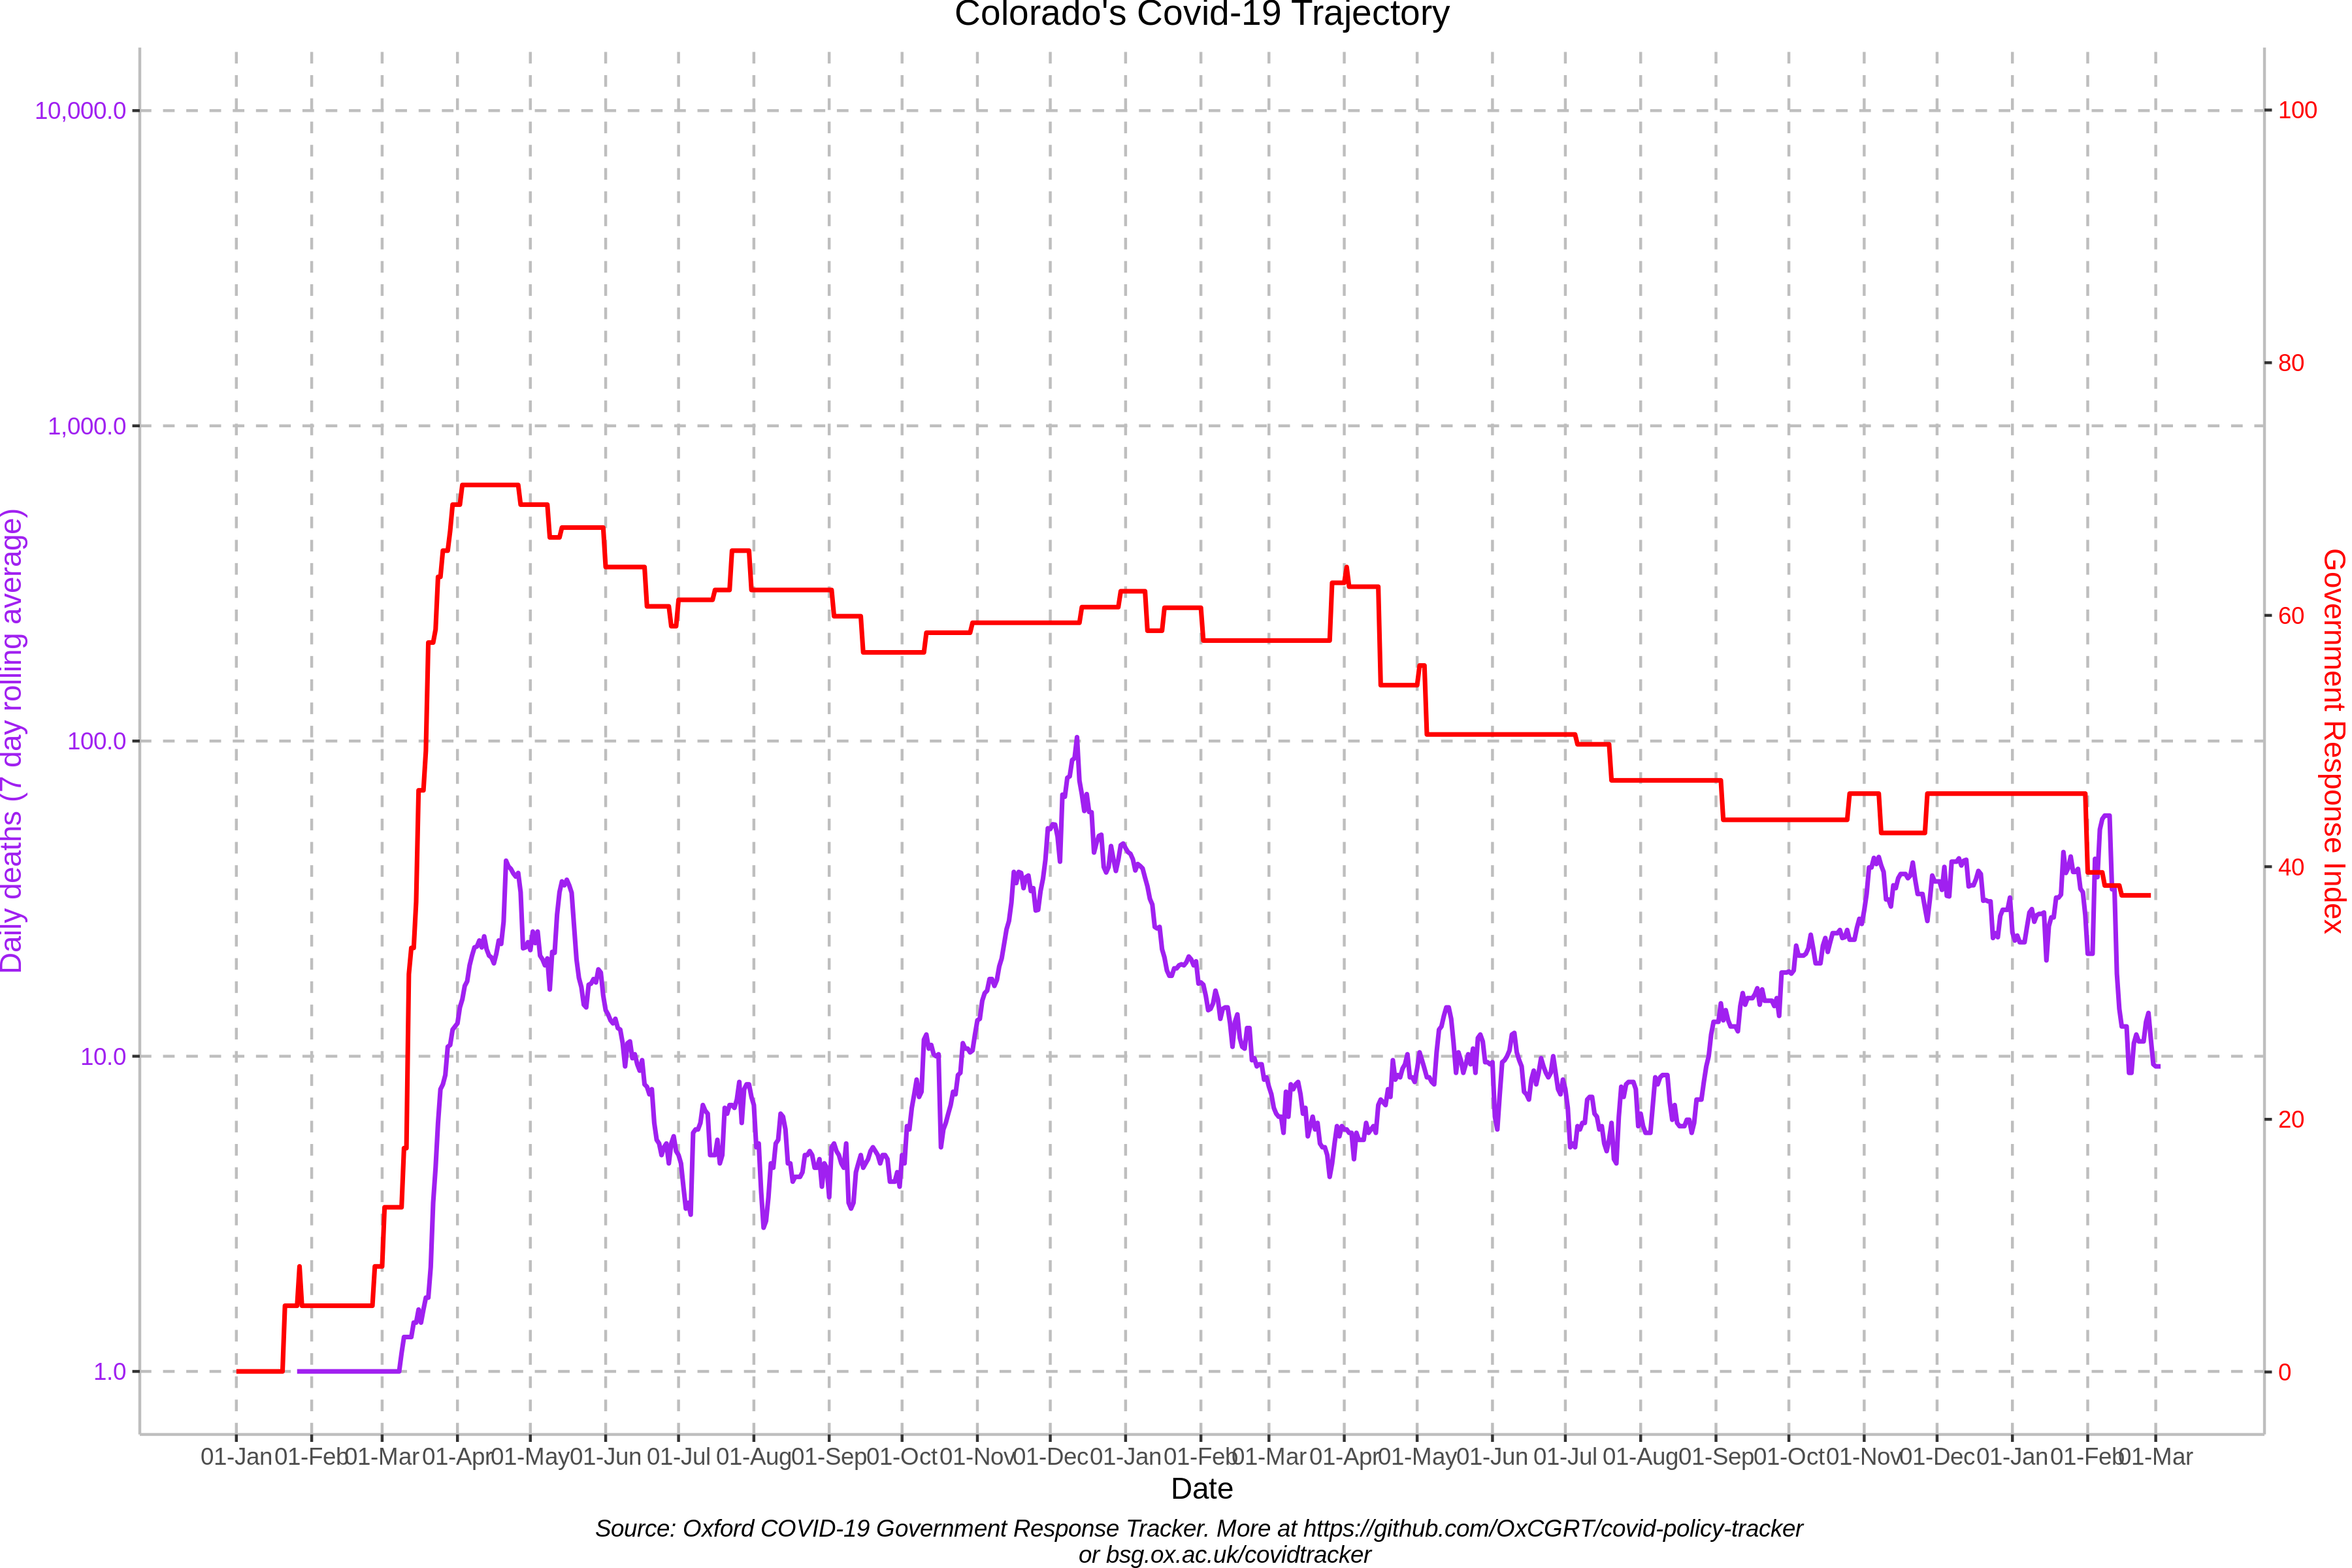 Colorado's Covid-19 Trajectory
10,000.0
1,000.0
100.0
10.0
1.0
Daily deaths (7 day rolling average)
100
80
60
40
20
0
Government Response Index
01-Jan 01-Feb 01-Mar 01-Apr 01-May 01-Jun 01-Jul 01-Aug 01-Sep 01-Oct 01-Nov 01-Dec 01-Jan 01-Feb 01-Mar 01-Apr 01-May 01-Jun 01-Jul 01-Aug 01-Sep 01-Oct 01-Nov 01-Dec 01-Jan 01-Feb 01-Mar
Date
Source: Oxford COVID-19 Government Response Tracker. More at https://github.com/OxCGRT/covid-policy-tracker
or bsg.ox.ac.uk/covidtracker